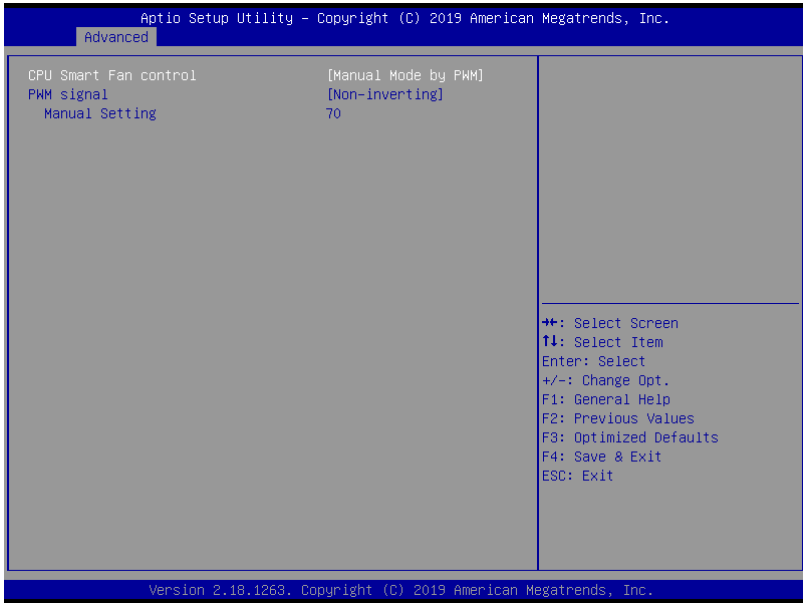 Aptio Setup Utility – Copyright (C) 2019 American Megatrends, Inc.
Advanced
CPU Smart Fan control [Manual Mode by PWM]
PWM signal [Non-inverting]
Manual Setting 70
→←: Select Screen
↑↓: Select Item
Enter: Select
+/-: Change Opt.
F1: General Help
F2: Previous Values
F3: Optimized Defaults
F4: Save & Exit
ESC: Exit
Version 2.18.1263. Copyright (C) 2019 American Megatrends, Inc.